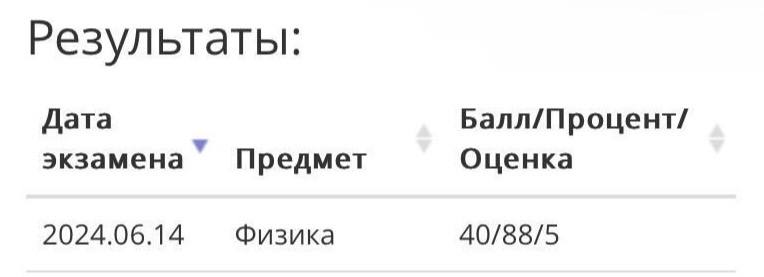 Результаты:
Дата
экзамена
Предмет
Балл/Процент/
Оценка
2024.06.14 Физика 40/88/5